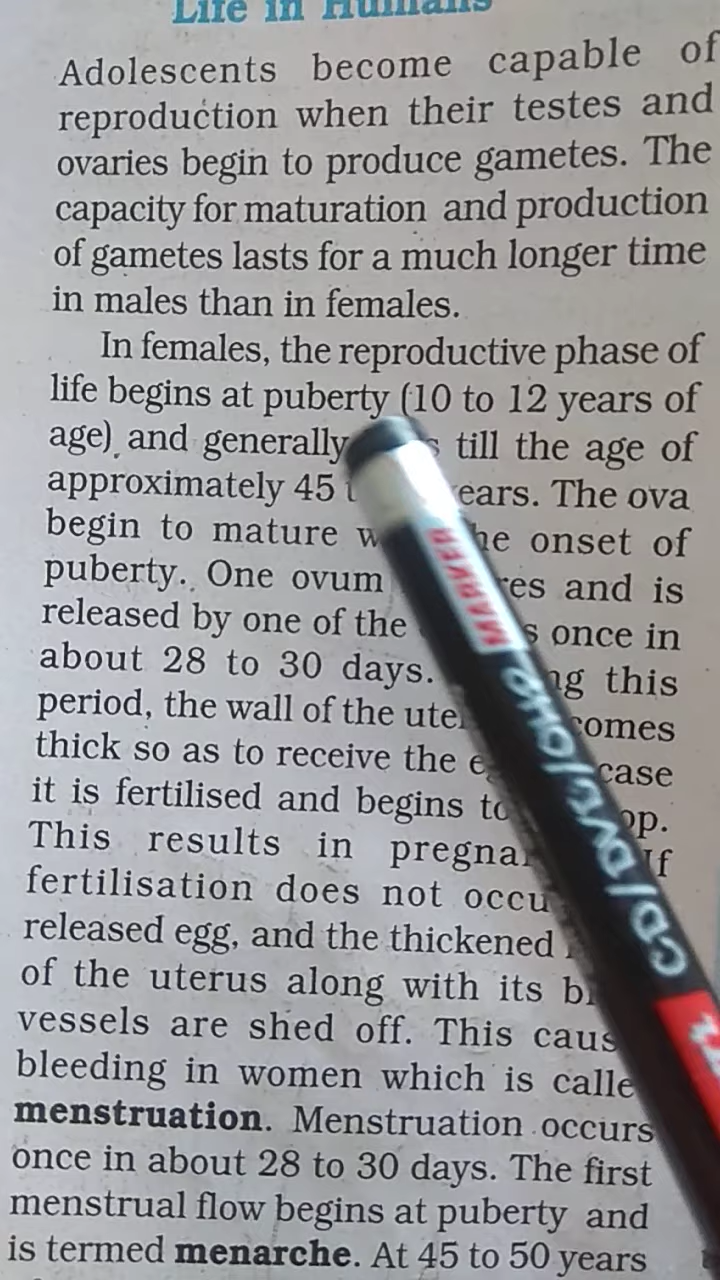 Life in Humans
Adolescents become capable of
reproduction when their testes and
ovaries begin to produce gametes. The
capacity for maturation and production
of gametes lasts for a much longer time
in males than in females.
In females, the reproductive phase of
life begins at puberty (10 to 12 years of
age) and generally till the age of
approximately 45 ears. The ova
begin to mature he onset of
puberty. One ovum res and is
released by one of the once in
about 28 to 30 days. this
period, the wall of the comes
thick so as to receive the case
it is fertilised and begins to op.
This results in If
fertilisation does not
released egg, and the thickened
of the uterus along with its
vessels are shed off. This caus
bleeding in women which is calle
menstruation. Menstruation occurs
once in about 28 to 30 days. The first
menstrual flow begins at puberty and
is termed menarche. At 45 to 50 years
MARKER
CD/DVD/OHP